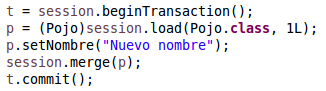 t = session.beginTransaction();
p = (Pojo)session.load(Pojo.class, 1L);
p.setNombre("Nuevo nombre");
session.merge(p);
t.commit();